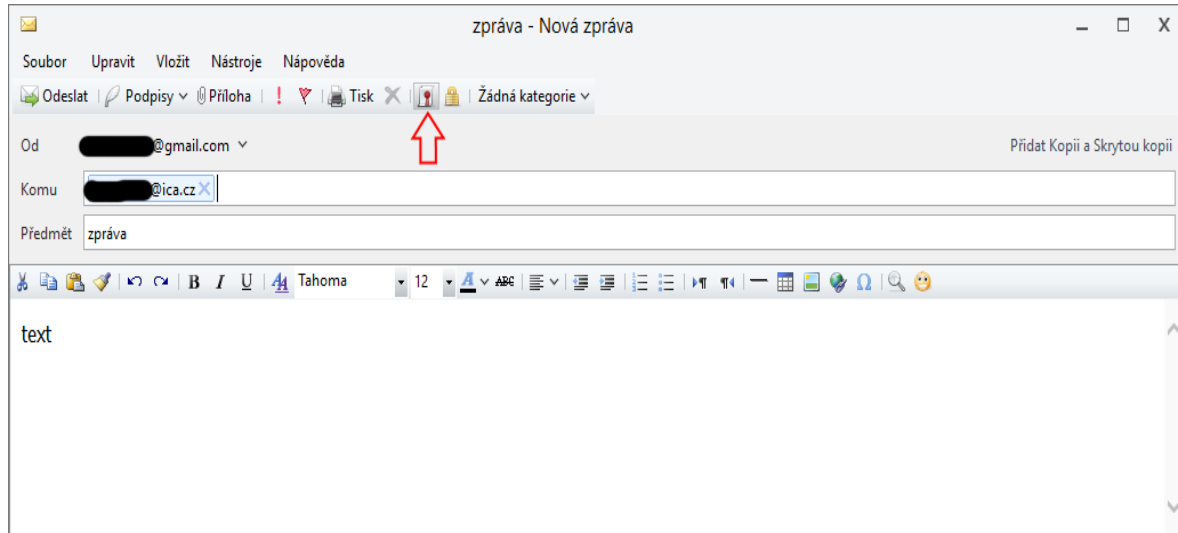 zpráva - Nová zpráva
Soubor Upravit Vložit Nástroje Nápověda
Odeslat Podpisy Příloha ! Tisk Žádná kategorie
Od @gmail.com Přidat Kopii a Skrytou kopii
Komu @ica.cz
Předmět zpráva
B I U A Tahoma 12 A ABC Ω
text